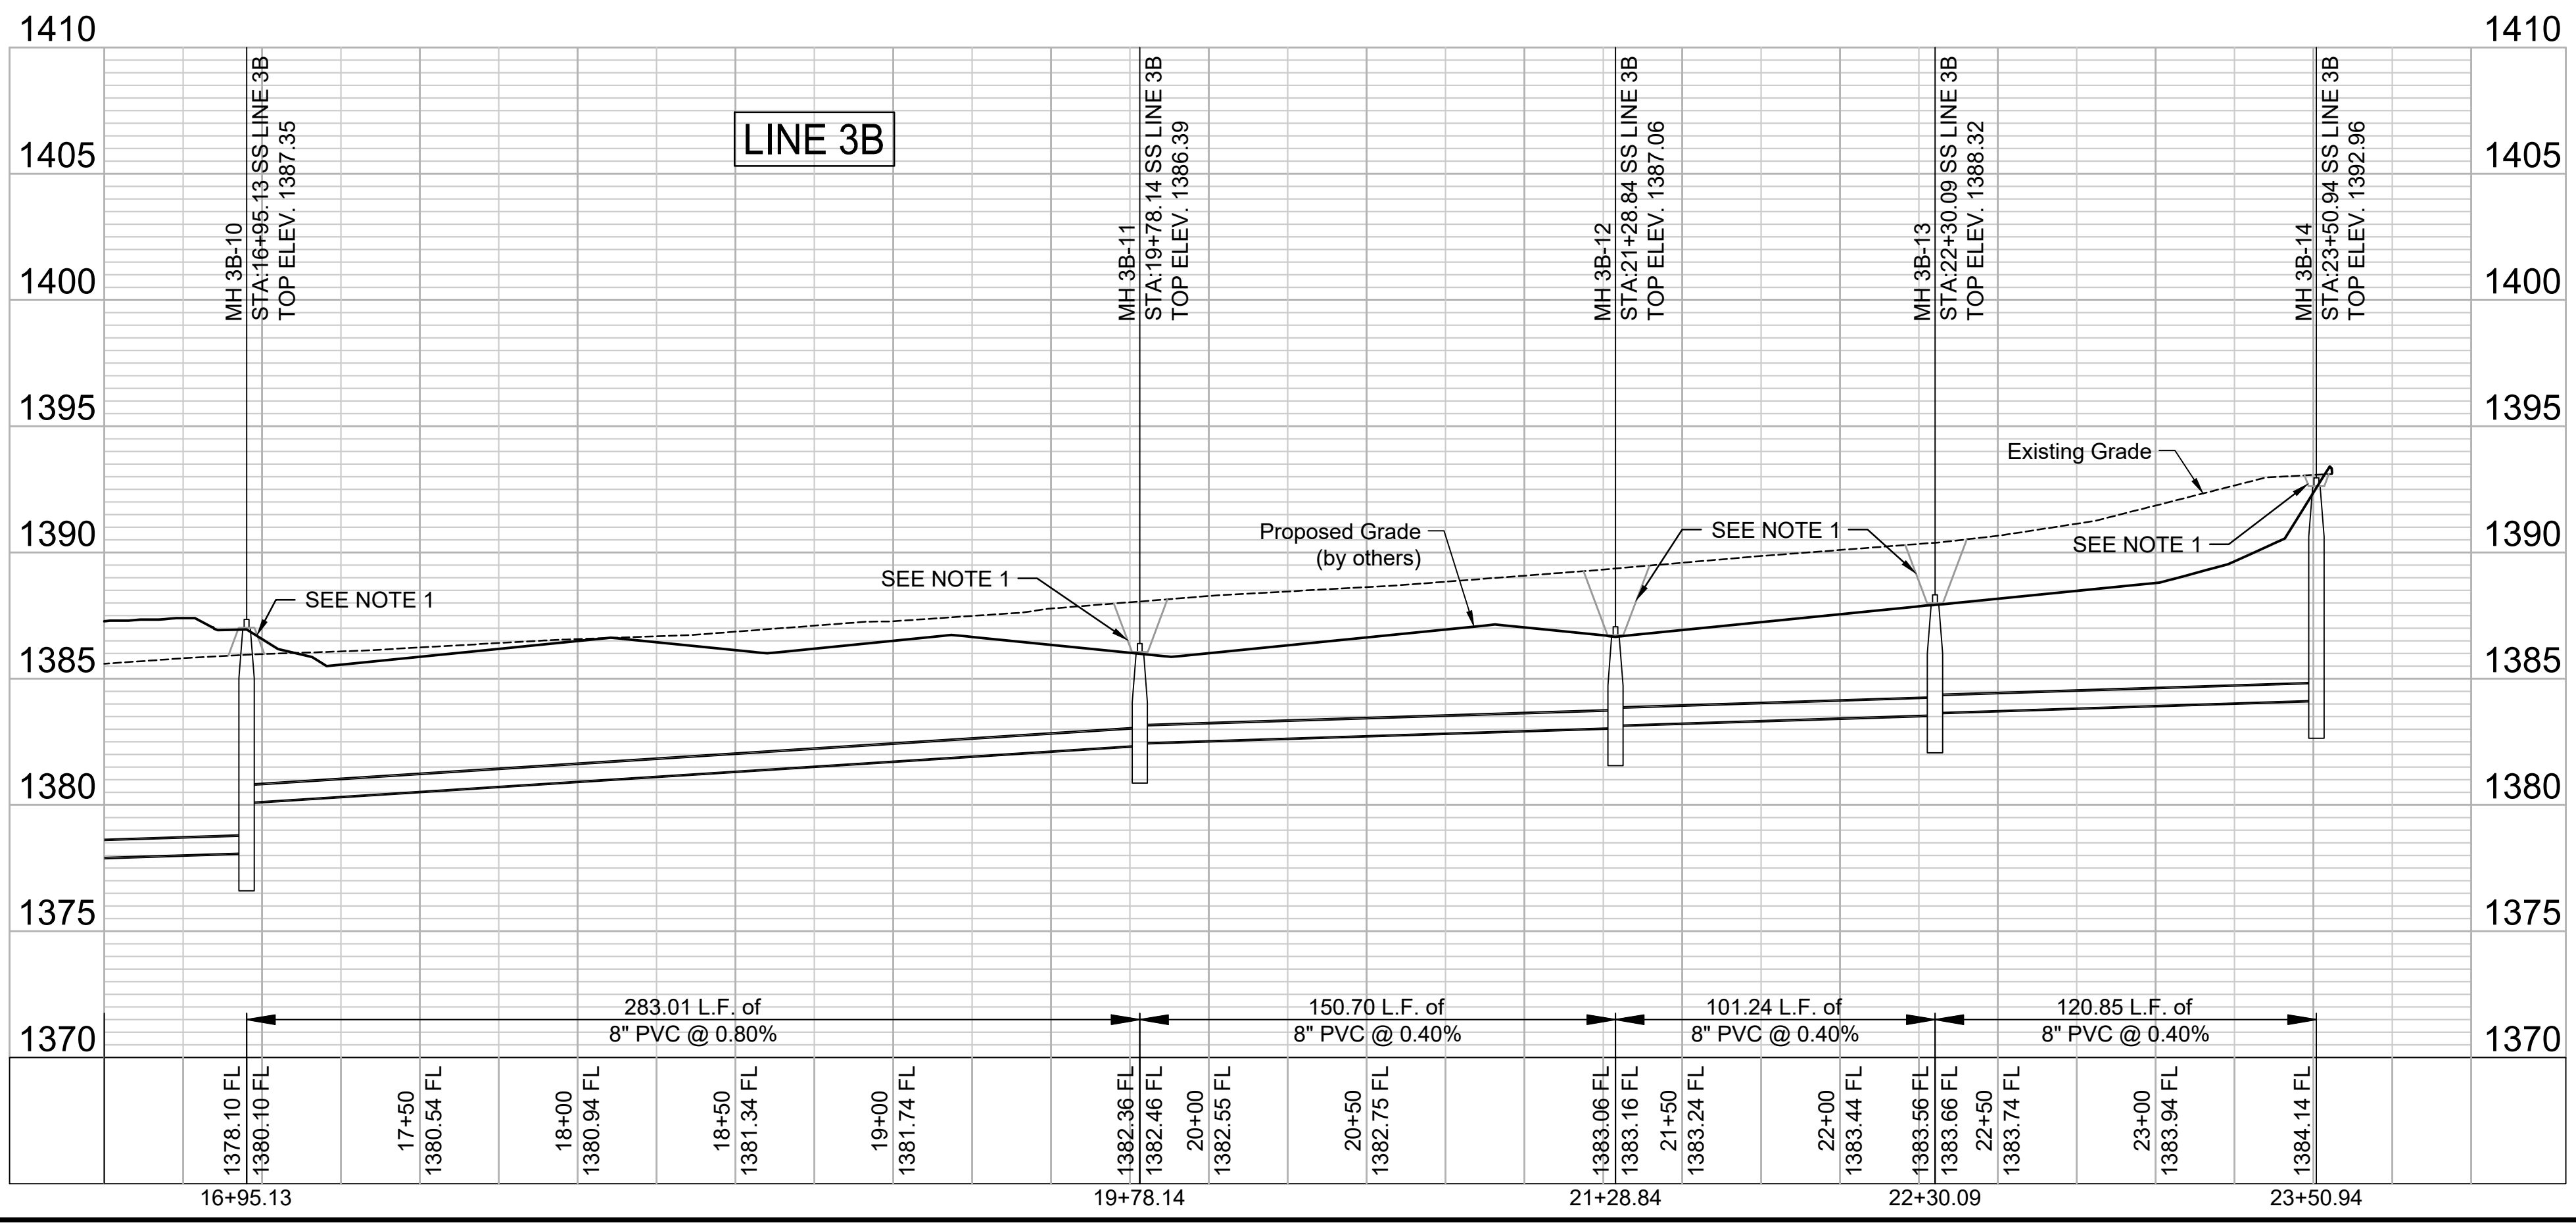 1410
1410
1405
1405
1400
1400
1395
1395
1390
1390
1385
1385
1380
1380
1375
1375
1370
1370
LINE 3B
MH 3B-10
STA:16+95.13 SS LINE 3B
TOP ELEV. 1387.35
MH 3B-11
STA:19+78.14 SS LINE 3B
TOP ELEV. 1386.39
MH 3B-12
STA:21+28.84 SS LINE 3B
TOP ELEV. 1387.06
MH 3B-13
STA:22+30.09 SS LINE 3B
TOP ELEV. 1388.32
MH 3B-14
STA:23+50.94 SS LINE 3B
TOP ELEV. 1392.96
Existing Grade
Proposed Grade
(by others)
SEE NOTE 1
SEE NOTE 1
SEE NOTE 1
SEE NOTE 1
283.01 L.F. of
8" PVC @ 0.80%
150.70 L.F. of
8" PVC @ 0.40%
101.24 L.F. of
8" PVC @ 0.40%
120.85 L.F. of
8" PVC @ 0.40%
1378.10 FL
1380.10 FL
17+50
1380.54 FL
18+00
1380.94 FL
18+50
1381.34 FL
19+00
1381.74 FL
1382.36 FL
1382.46 FL
20+00
1382.55 FL
20+50
1382.75 FL
1383.06 FL
1383.16 FL
21+50
1383.24 FL
22+00
1383.44 FL
1383.56 FL
1383.66 FL
22+50
1383.74 FL
23+00
1383.94 FL
1384.14 FL
16+95.13
19+78.14
21+28.84
22+30.09
23+50.94